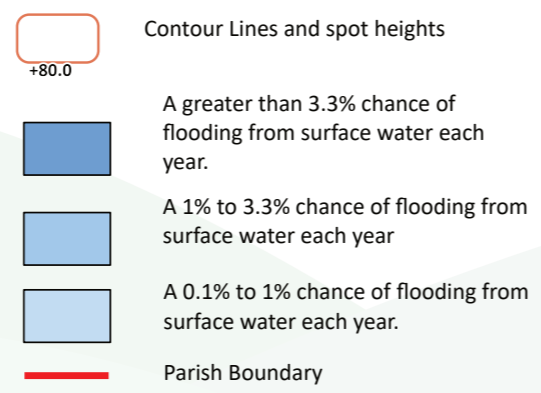 Contour Lines and spot heights
+80.0
A greater than 3.3% chance of
flooding from surface water each
year.
A 1% to 3.3% chance of flooding from
surface water each year
A 0.1% to 1% chance of flooding from
surface water each year.
Parish Boundary